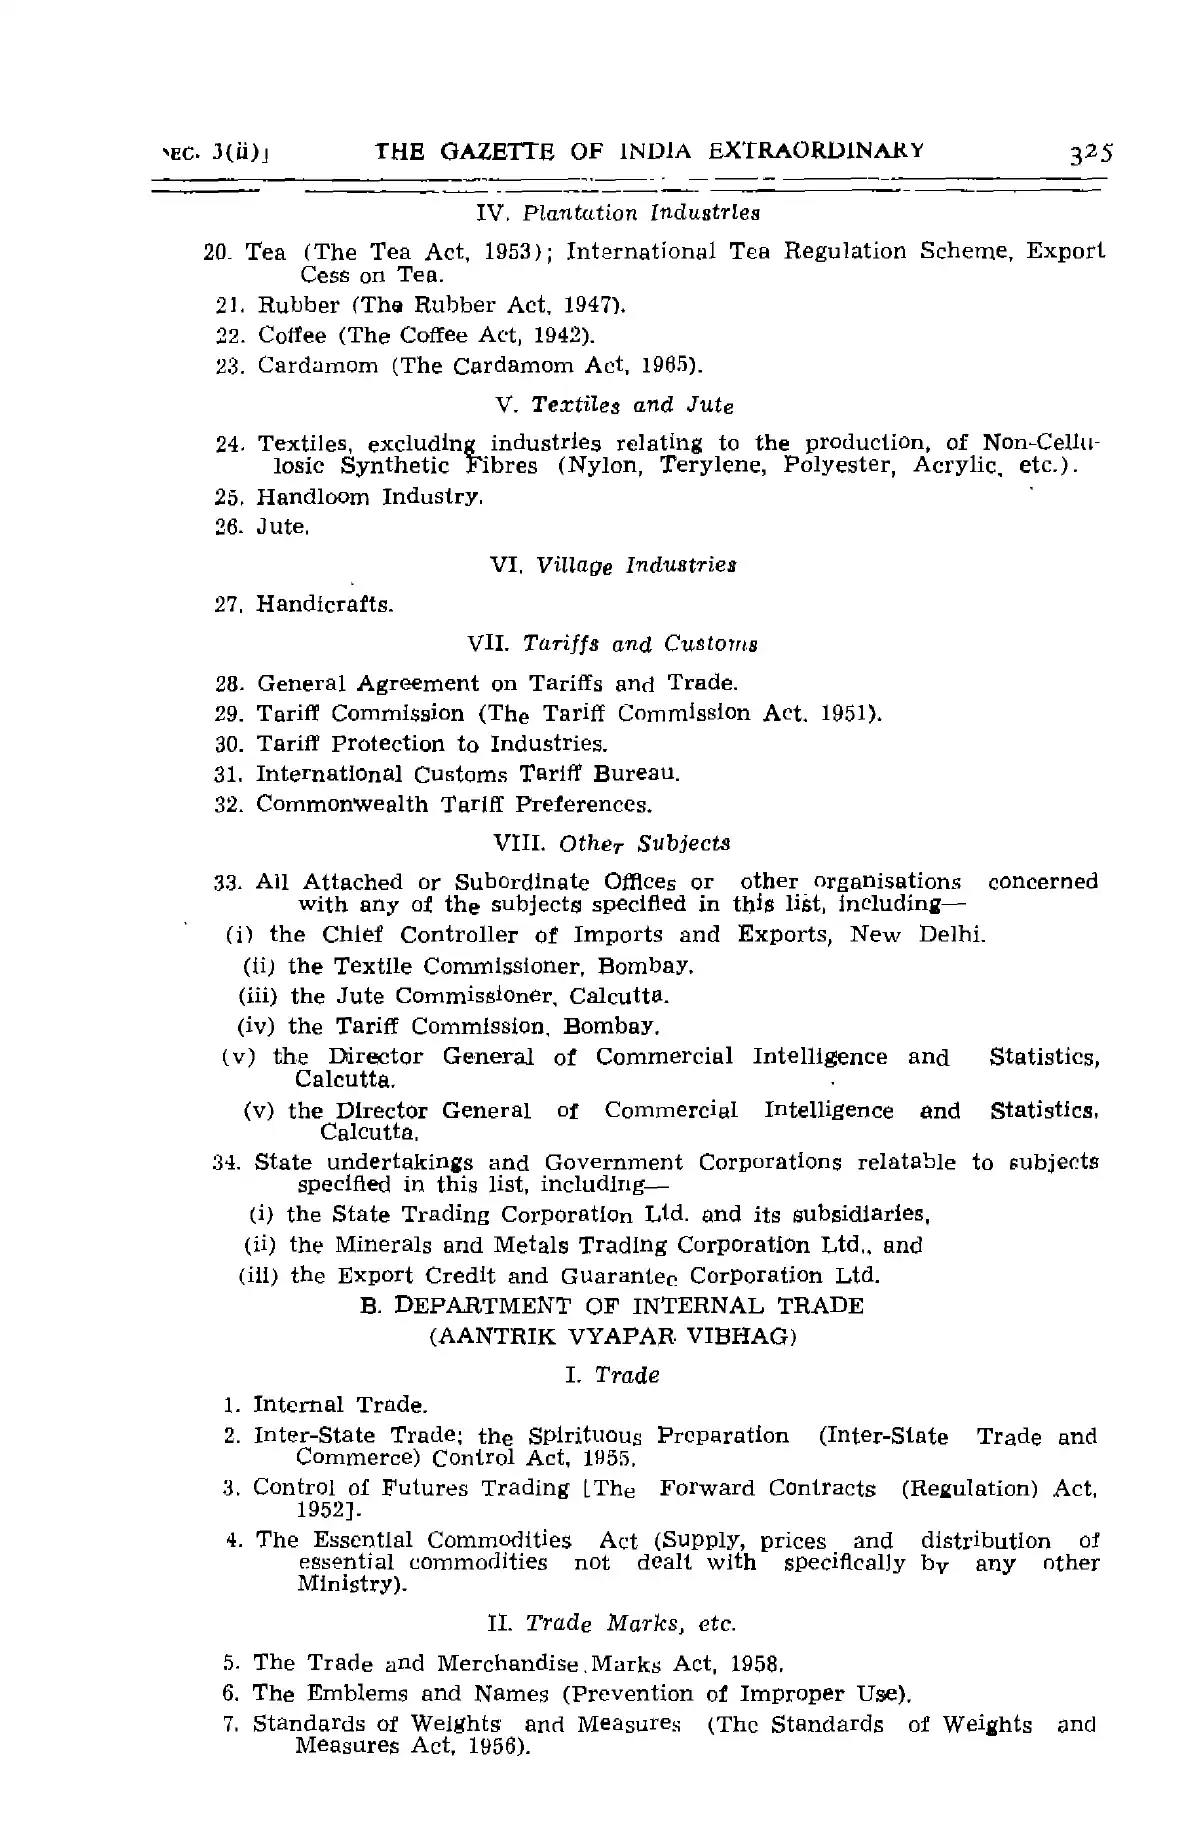 SEC. 3(ii)] THE GAZETTE OF INDIA EXTRAORDINARY 325
IV. Plantation Industries
20. Tea (The Tea Act, 1953); International Tea Regulation Scheme, Export
Cess on Tea.
21. Rubber (The Rubber Act, 1947).
22. Coffee (The Coffee Act, 1942).
23. Cardamom (The Cardamom Act, 1965).
V. Textiles and Jute
24. Textiles, excluding industries relating to the production, of Non-Cellu-
losic Synthetic Fibres (Nylon, Terylene, Polyester, Acrylic, etc.).
25. Handloom Industry.
26. Jute.
VI. Village Industries
27. Handicrafts.
VII. Tariffs and Customs
28. General Agreement on Tariffs and Trade.
29. Tariff Commission (The Tariff Commission Act, 1951).
30. Tariff Protection to Industries.
31. International Customs Tariff Bureau.
32. Commonwealth Tariff Preferences.
VIII. Other Subjects
33. All Attached or Subordinate Offices or other organisations concerned
with any of the subjects specified in this list, including—
(i) the Chief Controller of Imports and Exports, New Delhi.
(ii) the Textile Commissioner, Bombay.
(iii) the Jute Commissioner, Calcutta.
(iv) the Tariff Commission, Bombay.
(v) the Director General of Commercial Intelligence and Statistics,
Calcutta.
(v) the Director General of Commercial Intelligence and Statistics,
Calcutta.
34. State undertakings and Government Corporations relatable to subjects
specified in this list, including—
(i) the State Trading Corporation Ltd. and its subsidiaries,
(ii) the Minerals and Metals Trading Corporation Ltd., and
(iii) the Export Credit and Guarantee Corporation Ltd.
B. DEPARTMENT OF INTERNAL TRADE
(AANTRIK VYAPAR VIBHAG)
I. Trade
1. Internal Trade.
2. Inter-State Trade; the Spirituous Preparation (Inter-State Trade and
Commerce) Control Act, 1955.
3. Control of Futures Trading [The Forward Contracts (Regulation) Act,
1952].
4. The Essential Commodities Act (Supply, prices and distribution of
essential commodities not dealt with specifically by any other
Ministry).
II. Trade Marks, etc.
5. The Trade and Merchandise Marks Act, 1958.
6. The Emblems and Names (Prevention of Improper Use).
7. Standards of Weights and Measures (The Standards of Weights and
Measures Act, 1956).